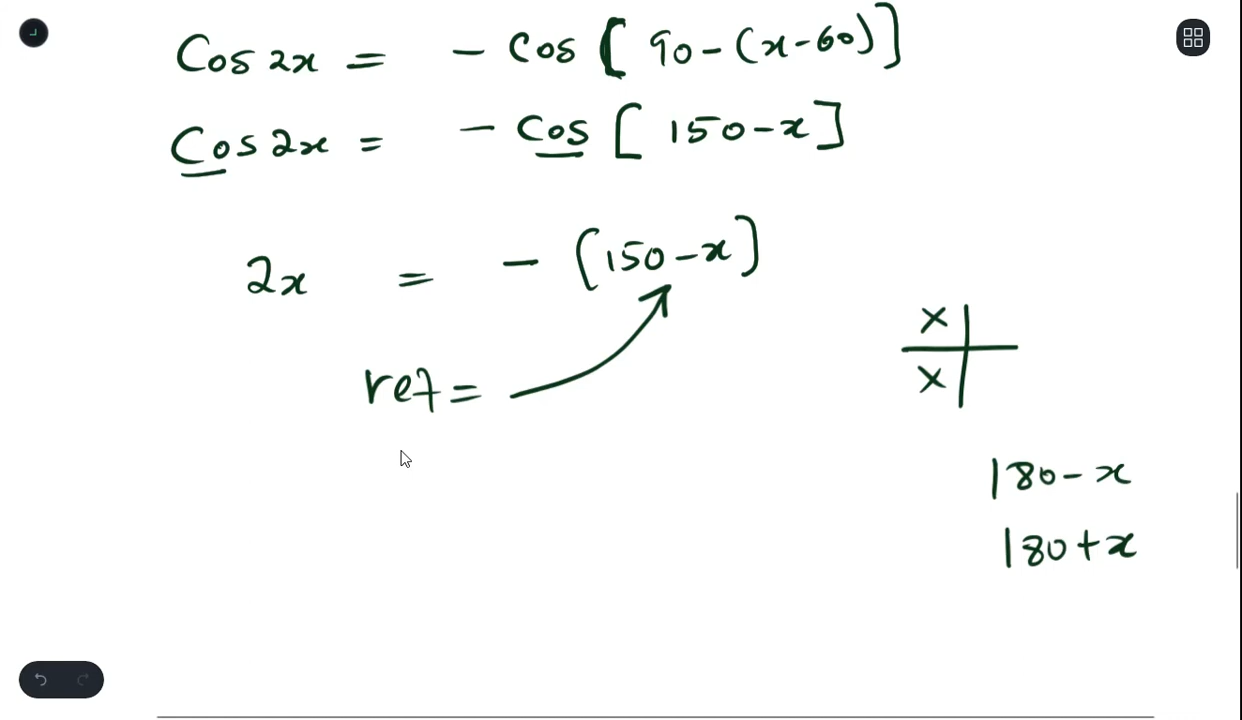 Cos 2x = - Cos [ 90 - (x - 60) ]
Cos 2x = - Cos [ 150 - x ]
2x = - (150 - x]
ref =
x
x
180 - x
180 + x